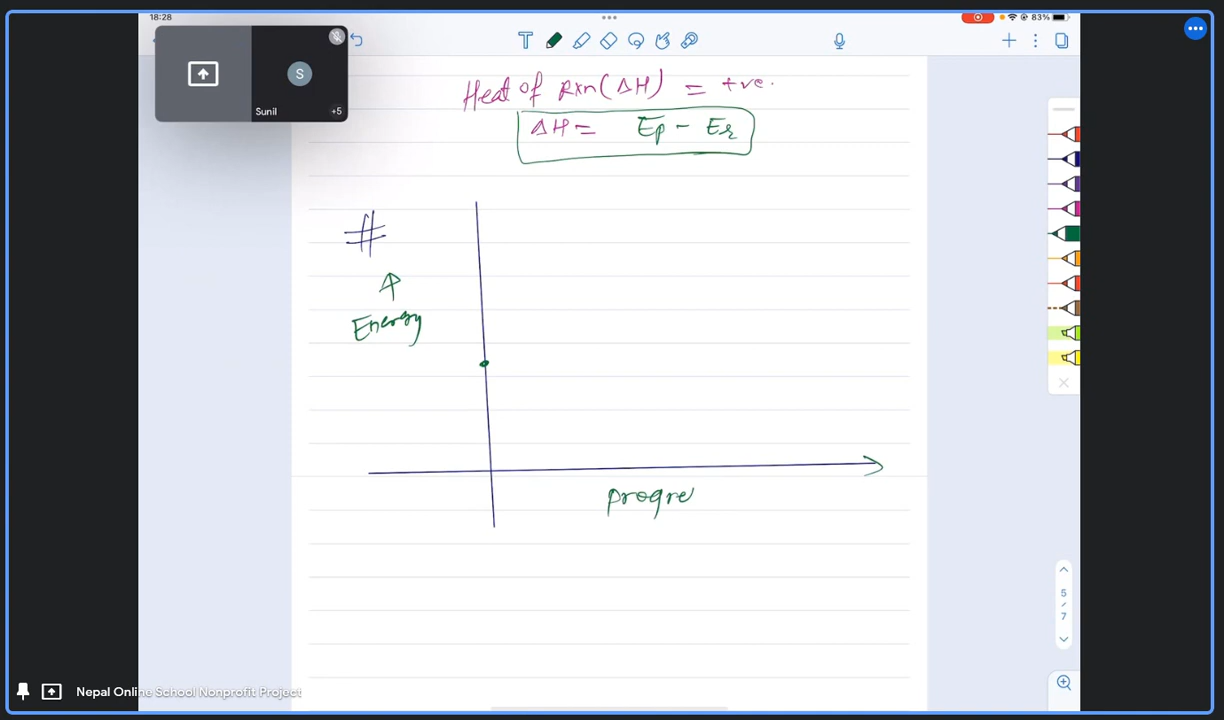 18:28
83%
T
S
Sunil
+5
Heat of Rxn (ΔH) = +ve.
ΔH = Ep - Er
#
Energy
progre
5
/
7
Nepal Online School Nonprofit Project